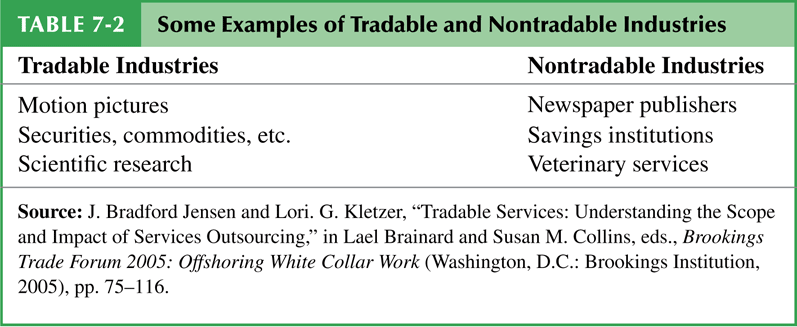 TABLE 7-2 Some Examples of Tradable and Nontradable Industries
Tradable Industries Nontradable Industries
Motion pictures Newspaper publishers
Securities, commodities, etc. Savings institutions
Scientific research Veterinary services
Source: J. Bradford Jensen and Lori. G. Kletzer, “Tradable Services: Understanding the Scope
and Impact of Services Outsourcing,” in Lael Brainard and Susan M. Collins, eds., Brookings
Trade Forum 2005: Offshoring White Collar Work (Washington, D.C.: Brookings Institution,
2005), pp. 75–116.